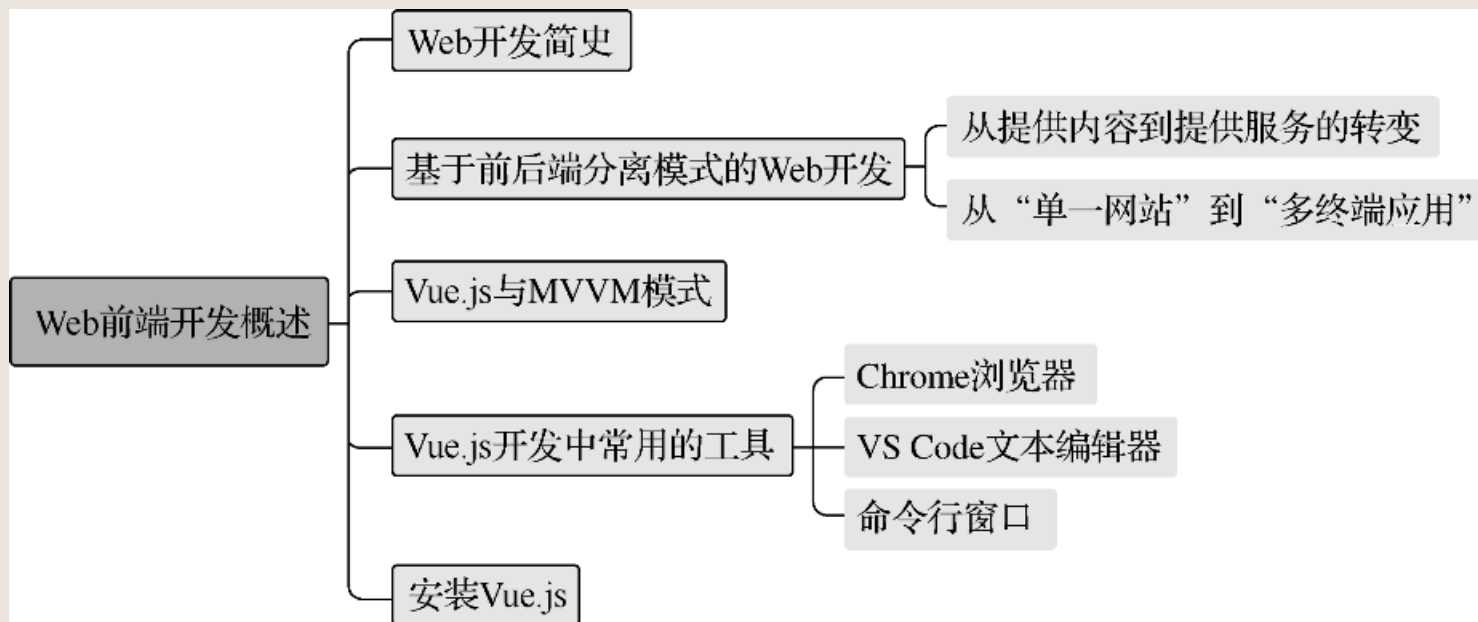 Web前端开发概述
Web开发简史
基于前后端分离模式的Web开发
从提供内容到提供服务的转变
从“单一网站”到“多终端应用”
Vue.js与MVVM模式
Vue.js开发中常用的工具
Chrome浏览器
VS Code文本编辑器
命令行窗口
安装Vue.js